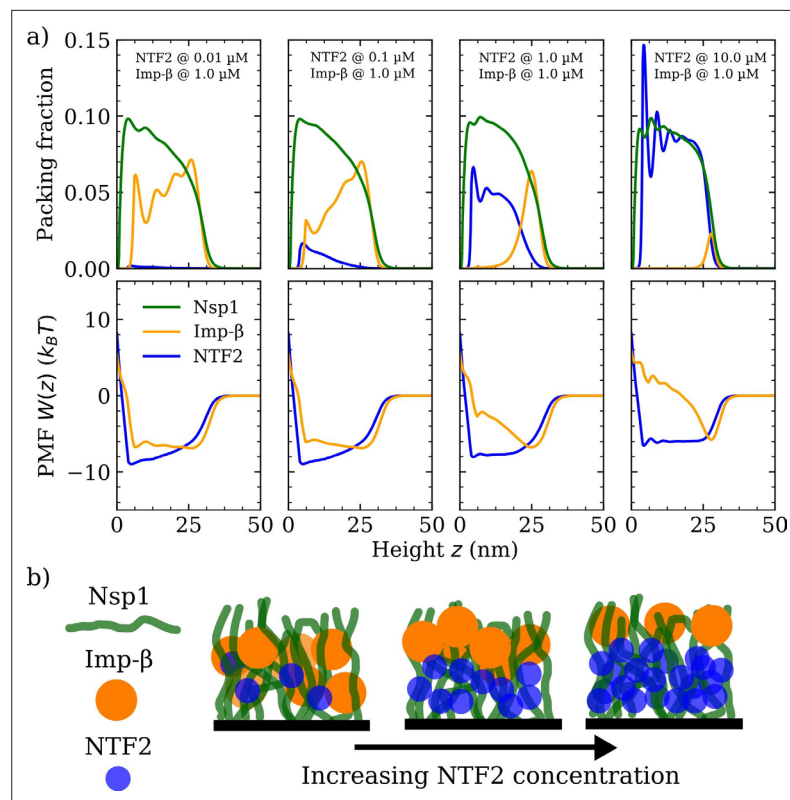 a)
0.15
0.10
0.05
0.00
Packing fraction
NTF2 @ 0.01 μM
Imp-β @ 1.0 μM
NTF2 @ 0.1 μM
Imp-β @ 1.0 μM
NTF2 @ 1.0 μM
Imp-β @ 1.0 μM
NTF2 @ 10.0 μM
Imp-β @ 1.0 μM
10
0
−10
PMF W(z) (kBT)
Nsp1
Imp-β
NTF2
0 25 50 0 25 50 0 25 50 0 25 50
Height z (nm)
b)
Nsp1
Imp-β
NTF2
Increasing NTF2 concentration